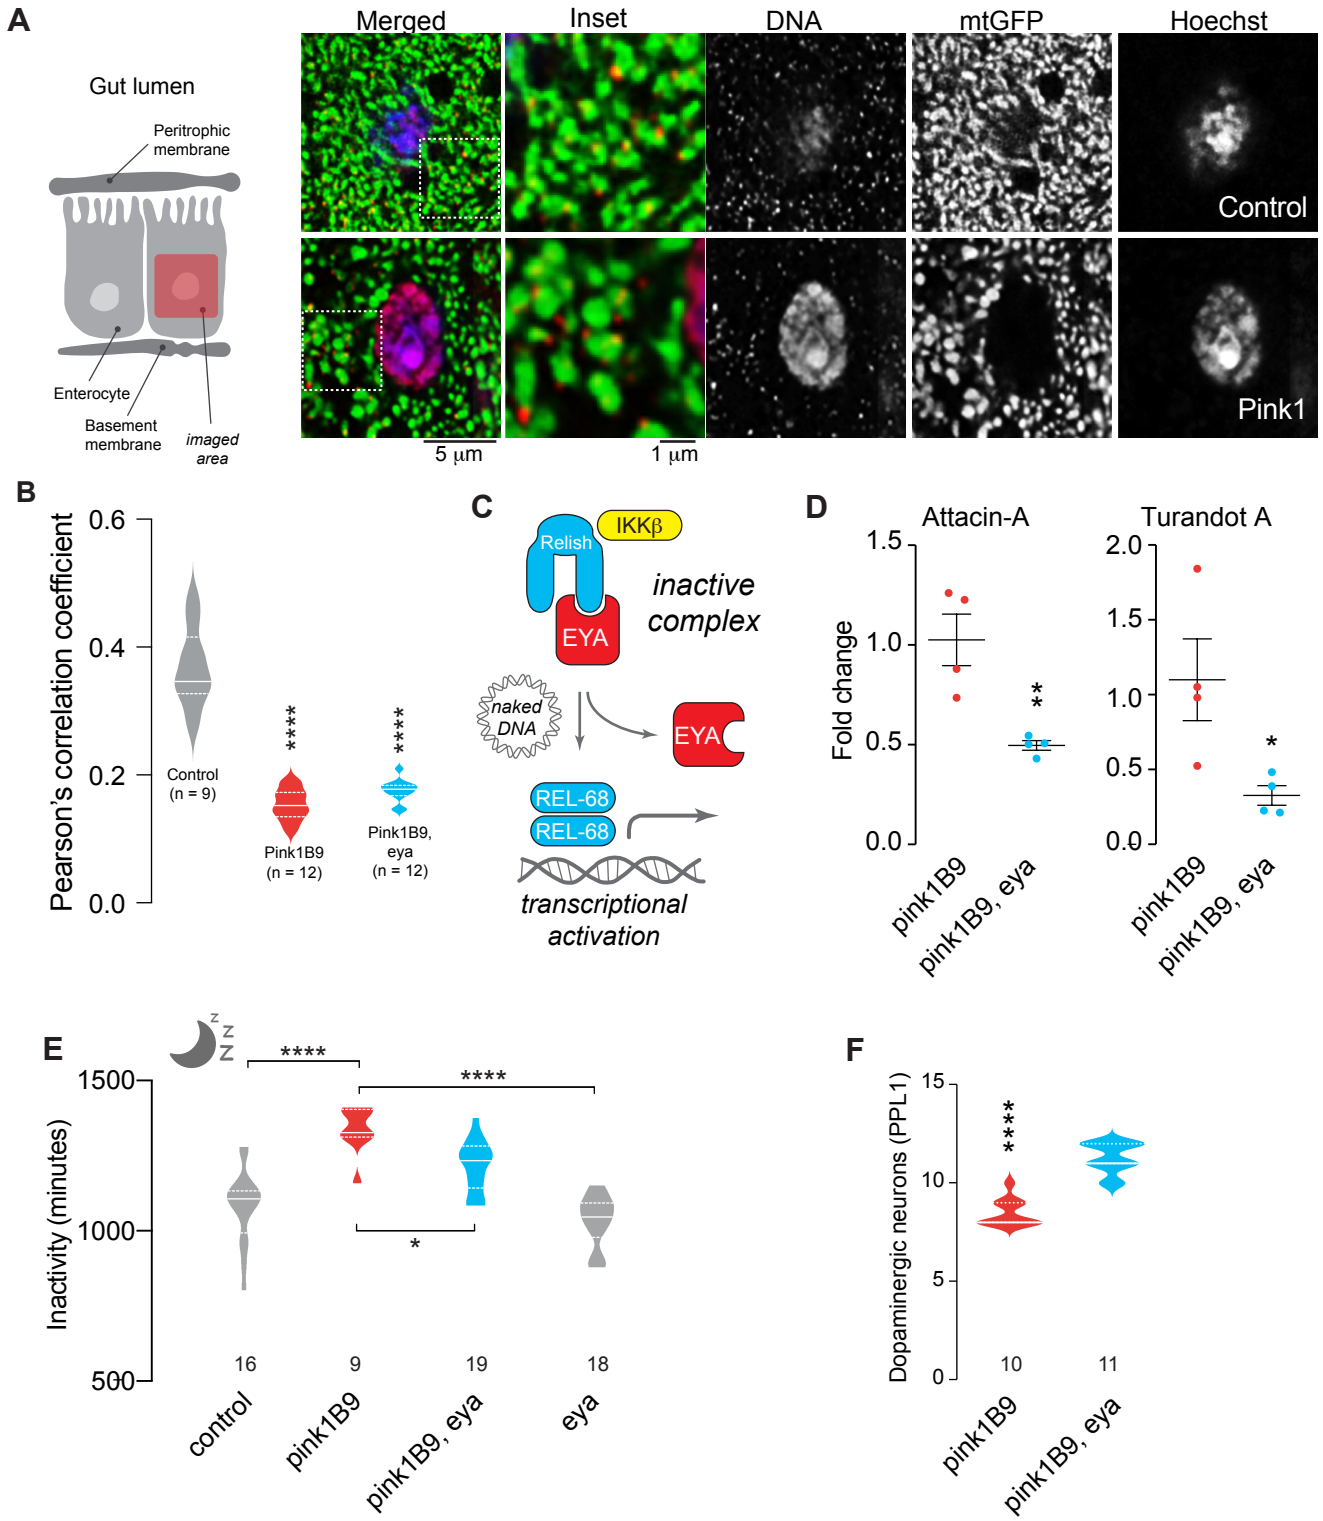 A
Merged
Inset
DNA
mtGFP
Hoechst
Gut lumen
Peritrophic
membrane
Enterocyte
Basement
membrane
imaged
area
Control
Pink1
5 μm
1 μm
B
Pearson's correlation coefficient
0.6
0.4
0.2
0.0
Control
(n = 9)
****
Pink1B9
(n = 12)
****
Pink1B9,
eya
(n = 12)
C
IKKβ
Relish
EYA
inactive
complex
naked
DNA
EYA
REL-68
REL-68
transcriptional
activation
D
Attacin-A
Fold change
1.5
1.0
0.5
0.0
**
pink1B9
pink1B9, eya
Turandot A
2.0
1.5
1.0
0.5
0.0
*
pink1B9
pink1B9, eya
E
z
z
z
Inactivity (minutes)
1500
1000
500
****
****
*
16
9
19
18
control
pink1B9
pink1B9, eya
eya
F
Dopaminergic neurons (PPL1)
15
10
5
0
****
10
11
pink1B9
pink1B9, eya